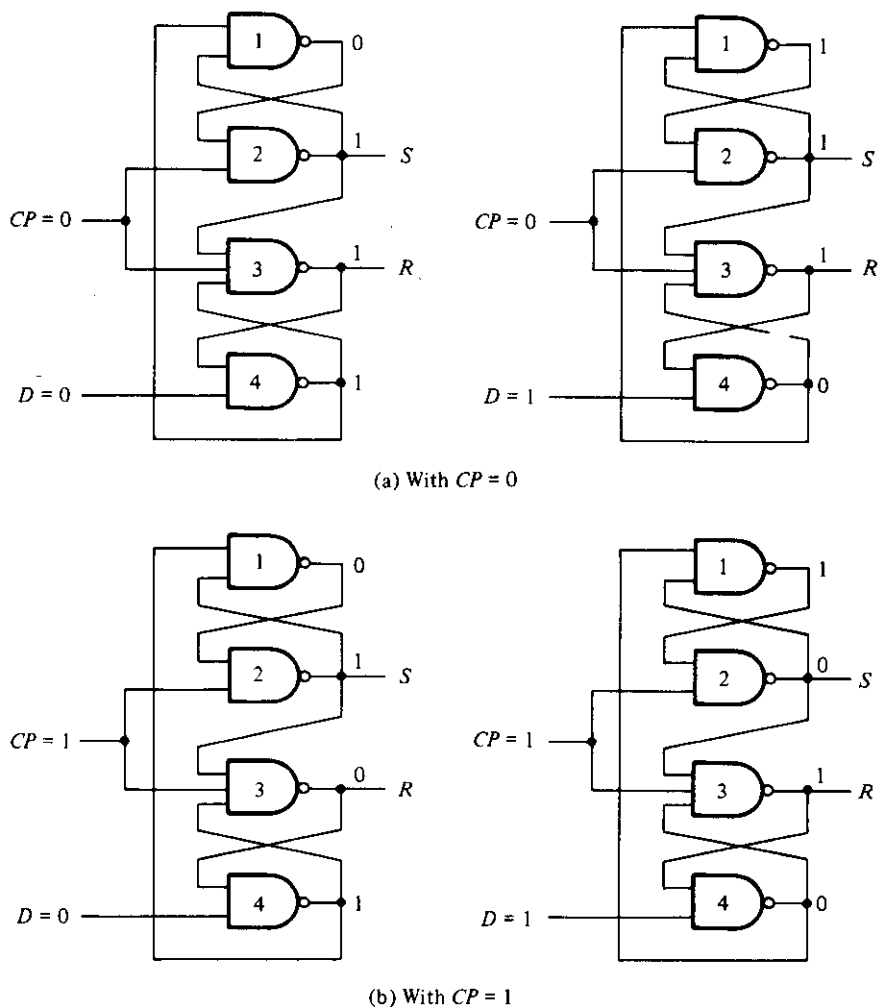 1 0
2 1 S
CP = 0
3 1 R
4 1
D = 0
1 1
2 1 S
CP = 0
3 1 R
4 0
D = 1
(a) With CP = 0
1 0
2 1 S
CP = 1
3 0 R
4 1
D = 0
1 1
2 0 S
CP = 1
3 1 R
4 0
D = 1
(b) With CP = 1